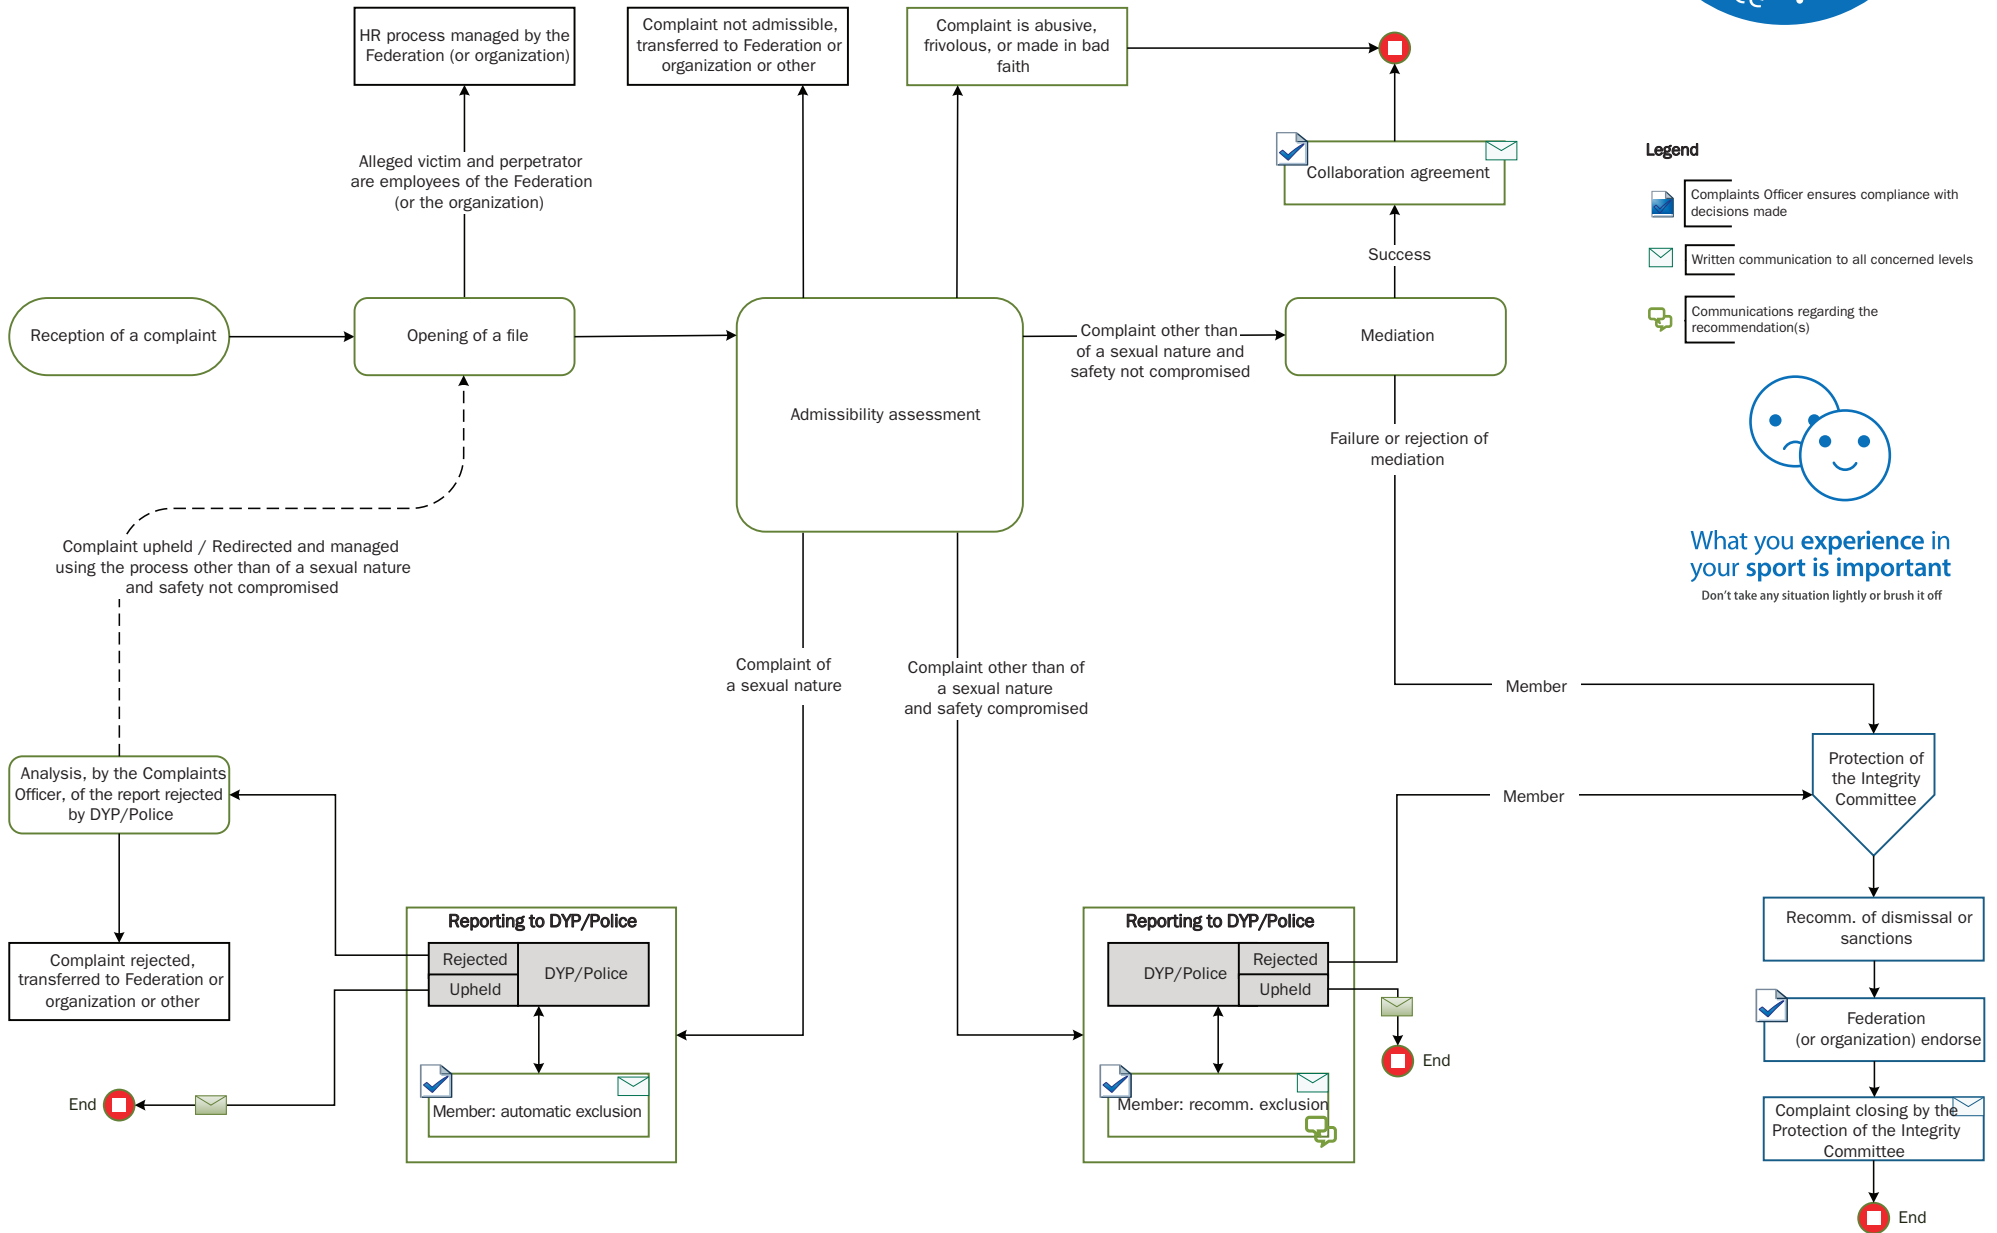 HR process managed by the
Federation (or organization)
Complaint not admissible,
transferred to Federation or
organization or other
Complaint is abusive,
frivolous, or made in bad
faith
Alleged victim and perpetrator
are employees of the Federation
(or the organization)
Collaboration agreement
Success
Legend
Complaints Officer ensures compliance with
decisions made
Written communication to all concerned levels
Communications regarding the
recommendation(s)
Reception of a complaint
Opening of a file
Admissibility assessment
Complaint other than
of a sexual nature and
safety not compromised
Mediation
Failure or rejection of
mediation
What you experience in
your sport is important
Don't take any situation lightly or brush it off
Complaint upheld / Redirected and managed
using the process other than of a sexual nature
and safety not compromised
Complaint of
a sexual nature
Complaint other than of
a sexual nature
and safety compromised
Member
Analysis, by the Complaints
Officer, of the report rejected
by DYP/Police
Member
Protection of
the Integrity
Committee
Complaint rejected,
transferred to Federation or
organization or other
Reporting to DYP/Police
Rejected
Upheld
DYP/Police
Member: automatic exclusion
End
Reporting to DYP/Police
DYP/Police
Rejected
Upheld
Member: recomm. exclusion
End
Recomm. of dismissal or
sanctions
Federation
(or organization) endorse
Complaint closing by the
Protection of the Integrity
Committee
End